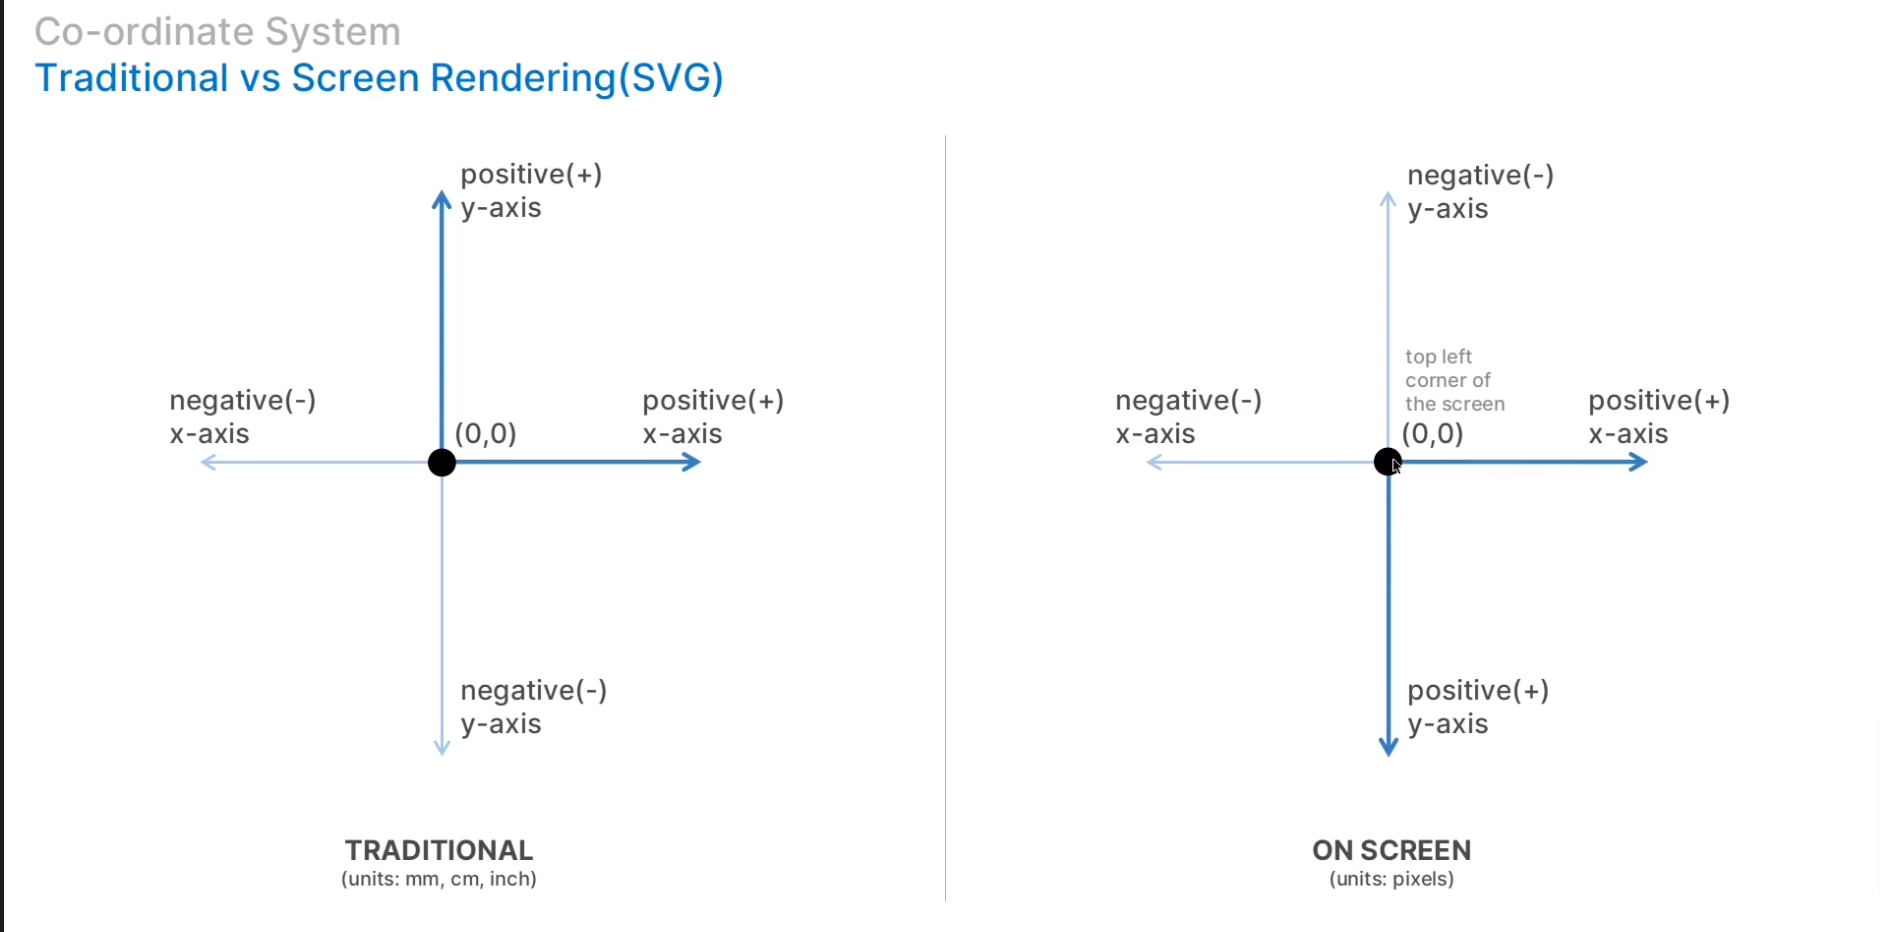 Co-ordinate System
Traditional vs Screen Rendering(SVG)
positive(+)
y-axis
negative(-)
x-axis
(0,0)
positive(+)
x-axis
negative(-)
y-axis
TRADITIONAL
(units: mm, cm, inch)
negative(-)
y-axis
top left
corner of
the screen
(0,0)
negative(-)
x-axis
positive(+)
x-axis
positive(+)
y-axis
ON SCREEN
(units: pixels)